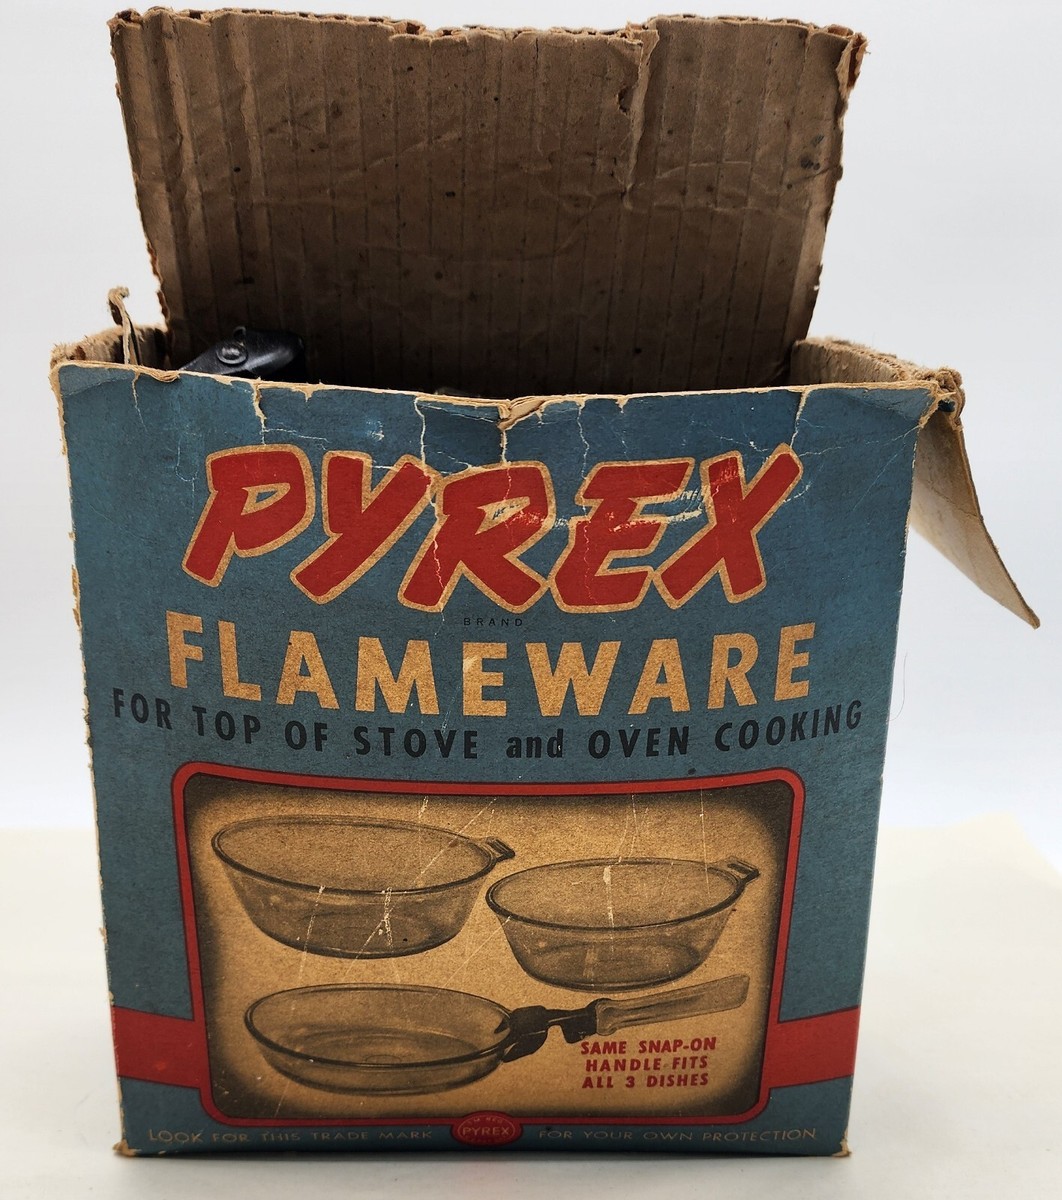 PYREX
BRAND
FLAMEWARE
FOR TOP OF STOVE and OVEN COOKING
SAME SNAP-ON
HANDLE FITS
ALL 3 DISHES
LOOK FOR THIS TRADE MARK PYREX FOR YOUR OWN PROTECTION